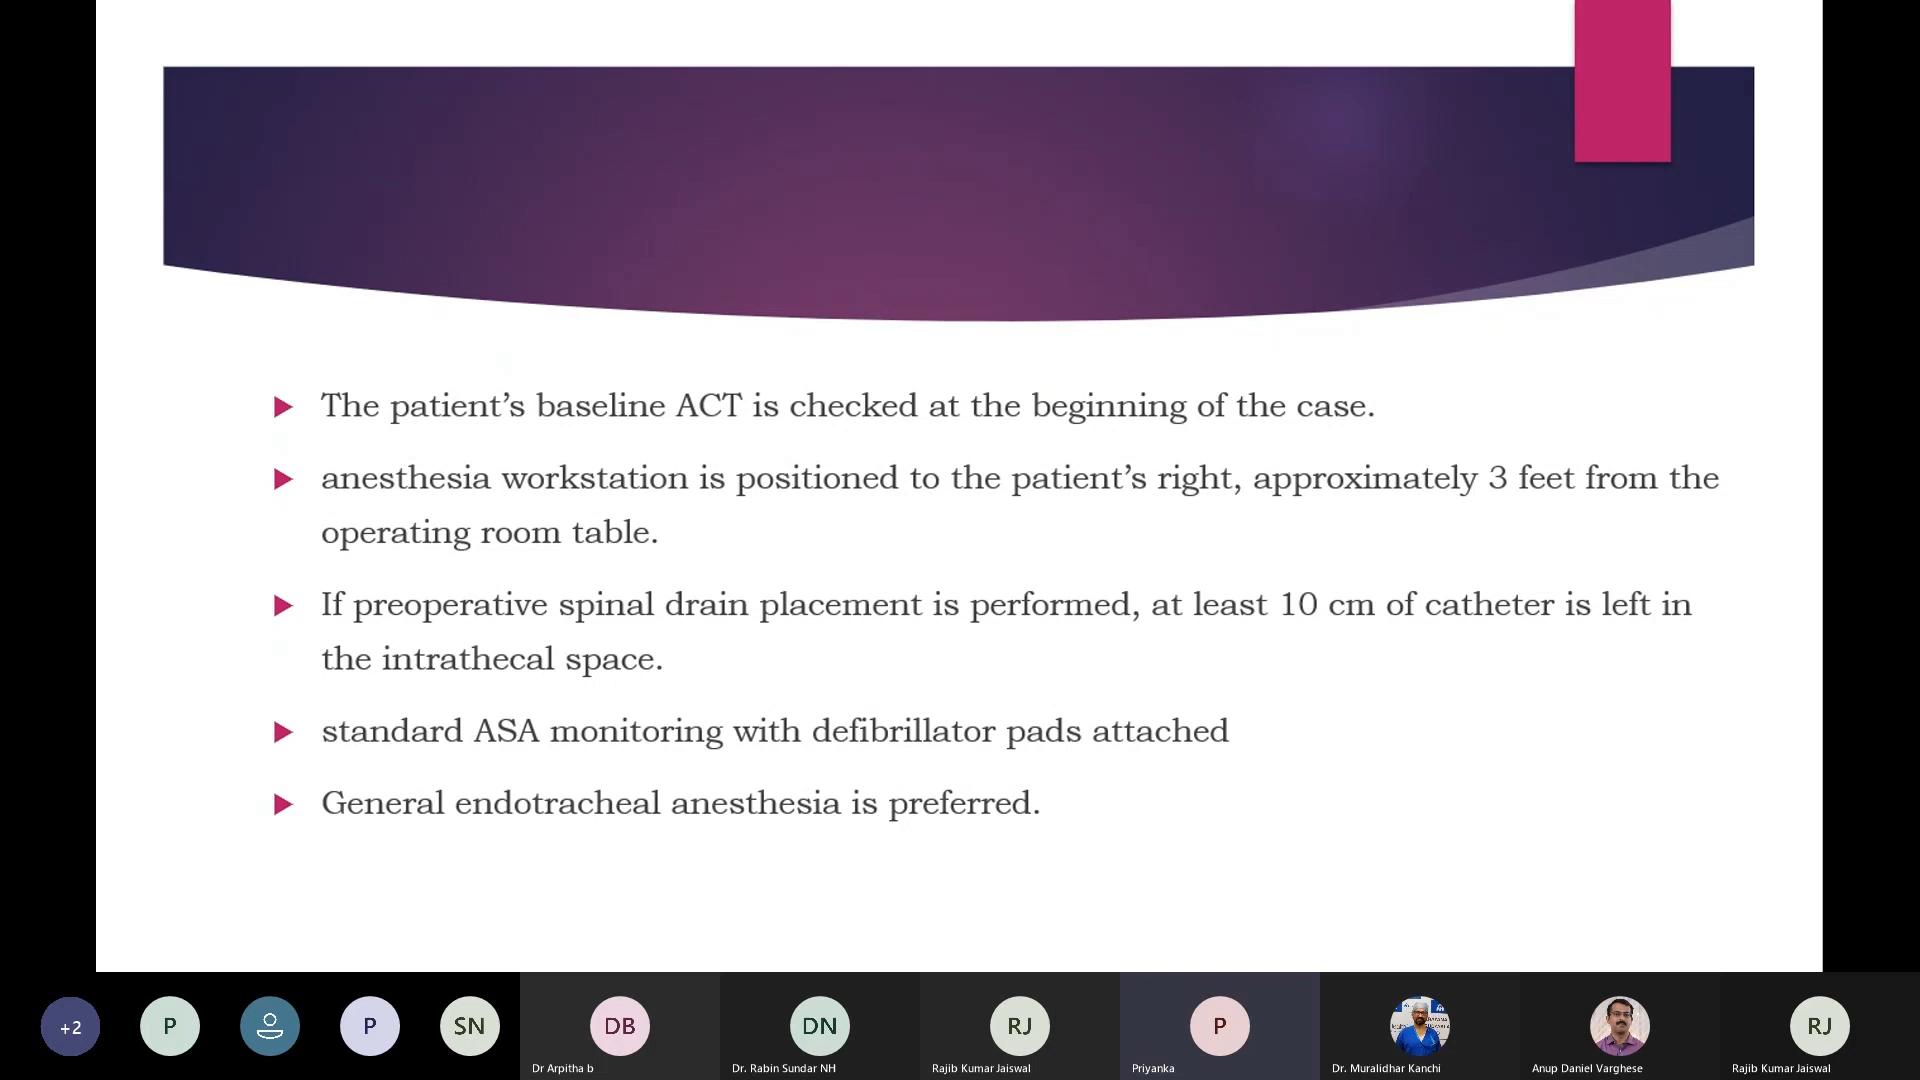 The patient’s baseline ACT is checked at the beginning of the case.
anesthesia workstation is positioned to the patient’s right, approximately 3 feet from the
operating room table.
If preoperative spinal drain placement is performed, at least 10 cm of catheter is left in
the intrathecal space.
standard ASA monitoring with defibrillator pads attached
General endotracheal anesthesia is preferred.
+2
P
P
SN
DB
DN
RJ
P
RJ
Dr Arpitha b
Dr. Rabin Sundar NH
Rajib Kumar Jaiswal
Priyanka
Dr. Muralidhar Kanchi
Anup Daniel Varghese
Rajib Kumar Jaiswal